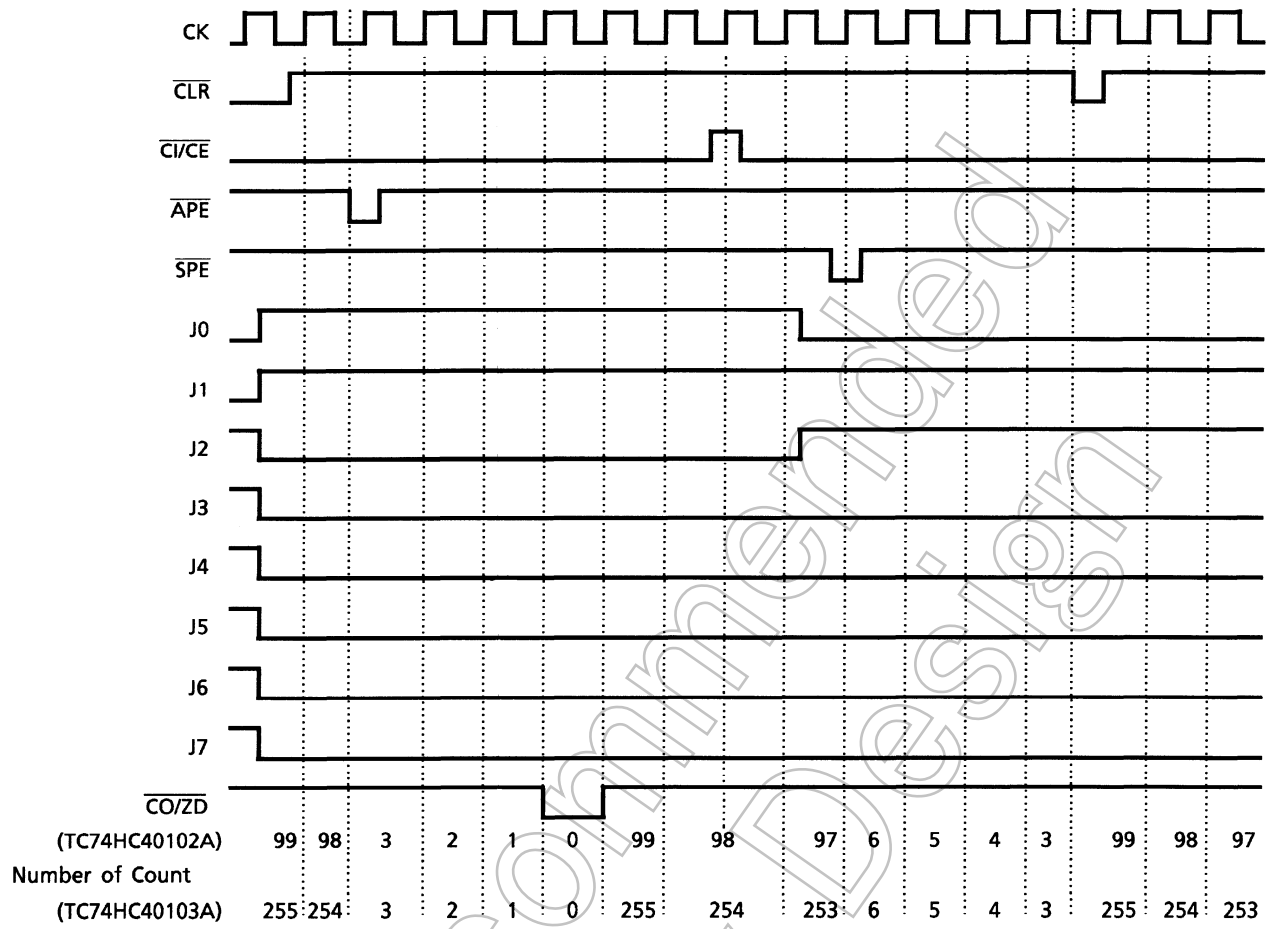 CK
CLR
CI/CE
APE
SPE
J0
J1
J2
J3
J4
J5
J6
J7
CO/ZD
(TC74HC40102A) 99 98 3 2 1 0 99 98 97 6 5 4 3 99 98 97
Number of Count
(TC74HC40103A) 255 254 3 2 1 0 255 254 253 6 5 4 3 255 254 253
ommended
Design